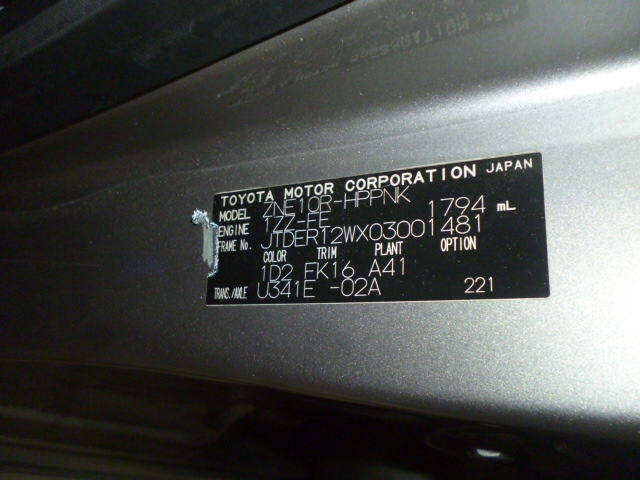 TOYOTA MOTOR CORPORATION JAPAN
MODEL ZNE10R-HPPNK
ENGINE 1ZZ-FE 1794 mL
FRAME No. JTDERT2WX03001481
COLOR TRIM PLANT OPTION
1D2 FK16 A41
TRANS./AXLE U341E -02A 221